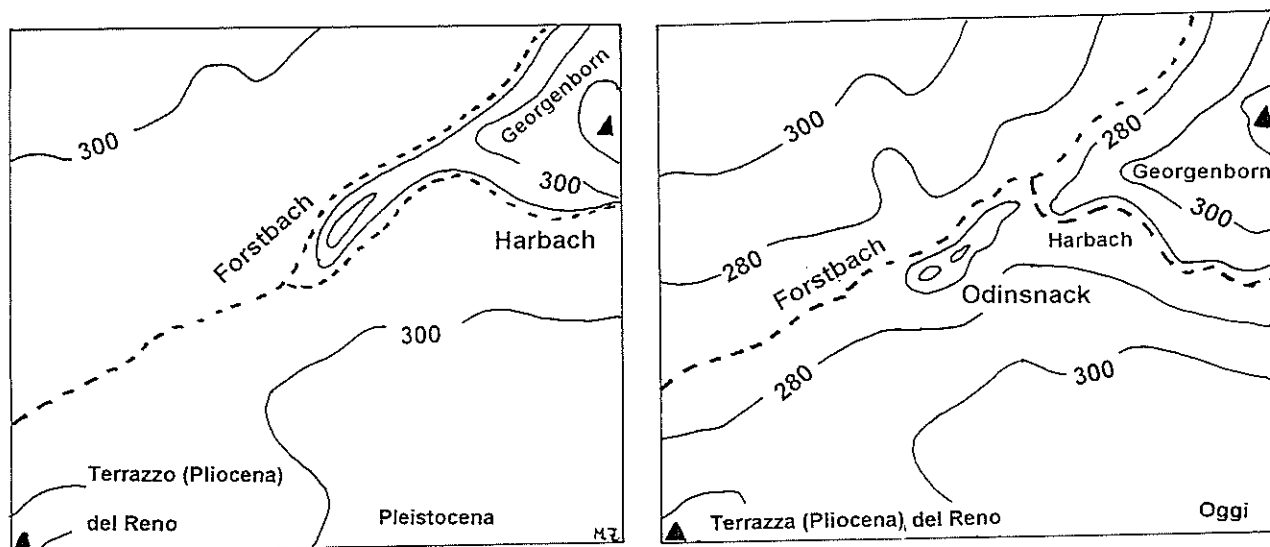 300
Georgenborn
300
Forstbach
Harbach
300
Terrazzo (Pliocena)
del Reno
Pleistocena
M.Z.
300
280
Georgenborn
300
Harbach
280
Forstbach
Odinsnack
280
300
Terrazza (Pliocena) del Reno
Oggi